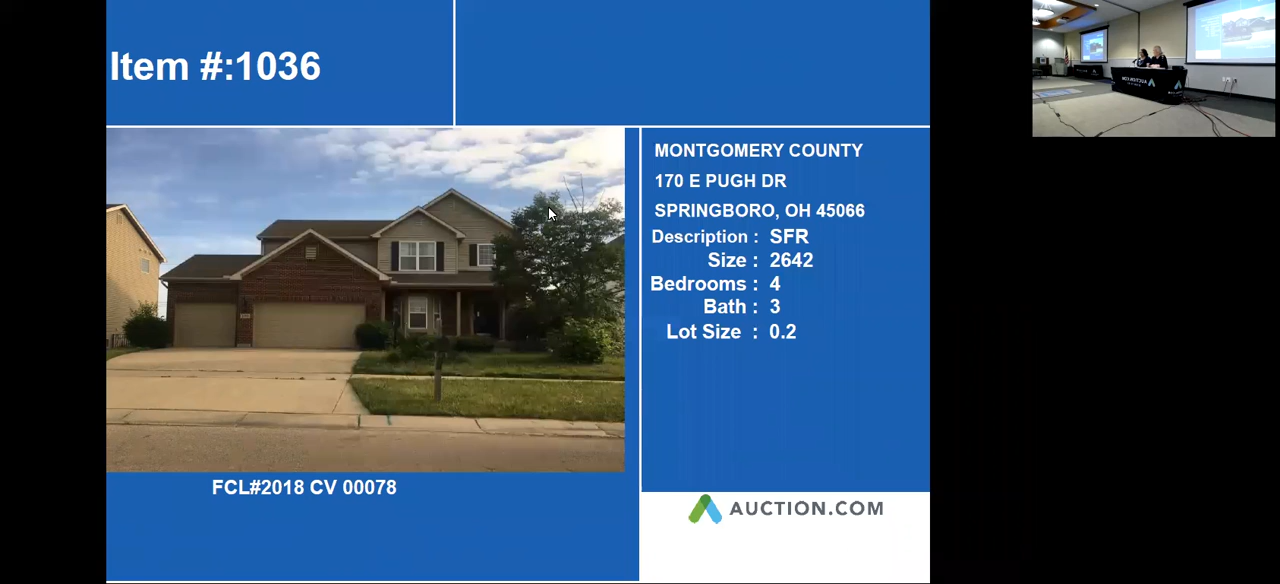 Item #:1036
MONTGOMERY COUNTY
170 E PUGH DR
SPRINGBORO, OH 45066
Description : SFR
Size : 2642
Bedrooms : 4
Bath : 3
Lot Size : 0.2
FCL#2018 CV 00078
AUCTION.COM